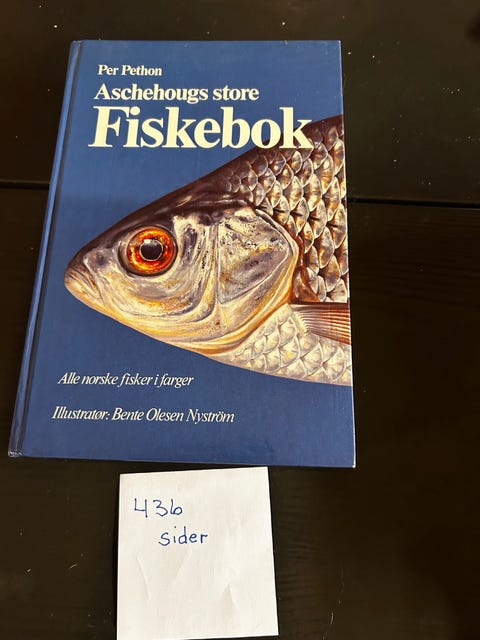 Per Pethon
Aschehougs store
Fiskebok
Alle norske fisker i farger
Illustratør: Bente Olesen Nyström
436
sider